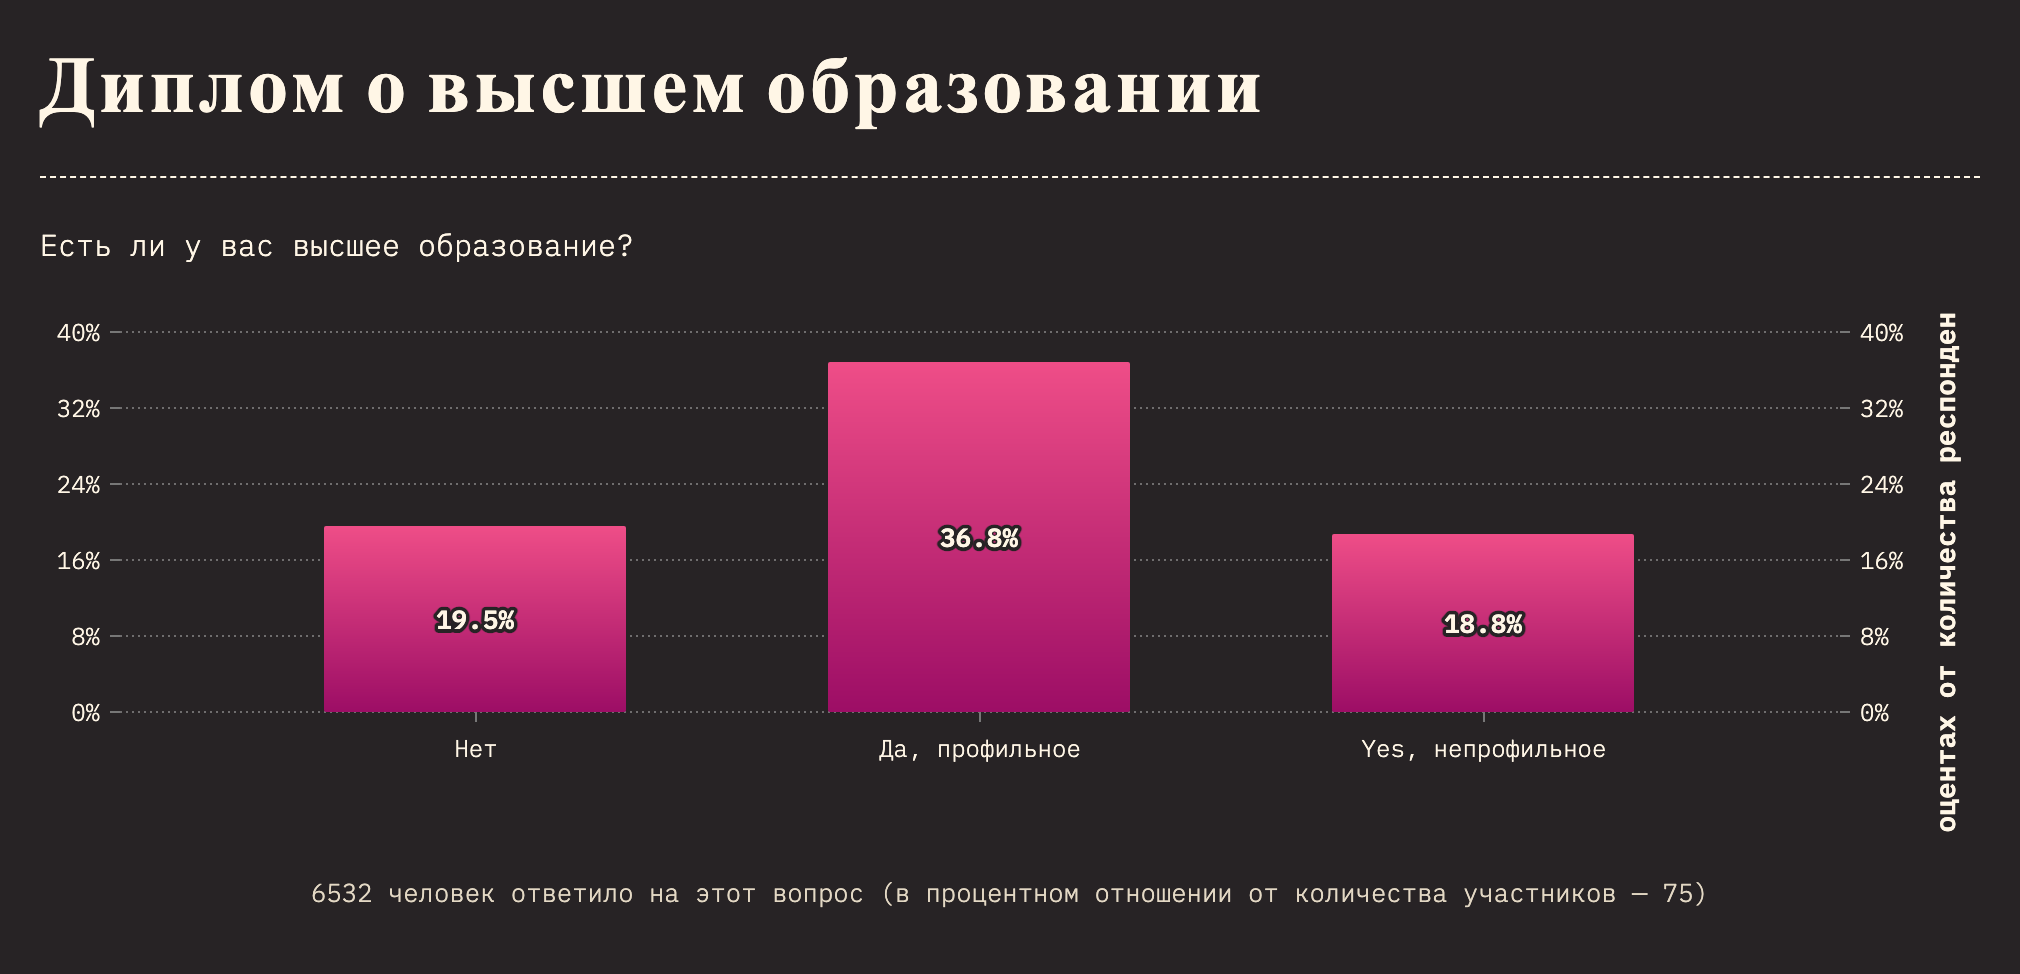 Диплом о высшем образовании
Есть ли у вас высшее образование?
40%
32%
24%
16%
8%
0%
19.5%
36.8%
18.8%
40%
32%
24%
16%
8%
0%
оцентах от количества респонден
Нет
Да, профильное
Yes, непрофильное
6532 человек ответило на этот вопрос (в процентном отношении от количества участников — 75)